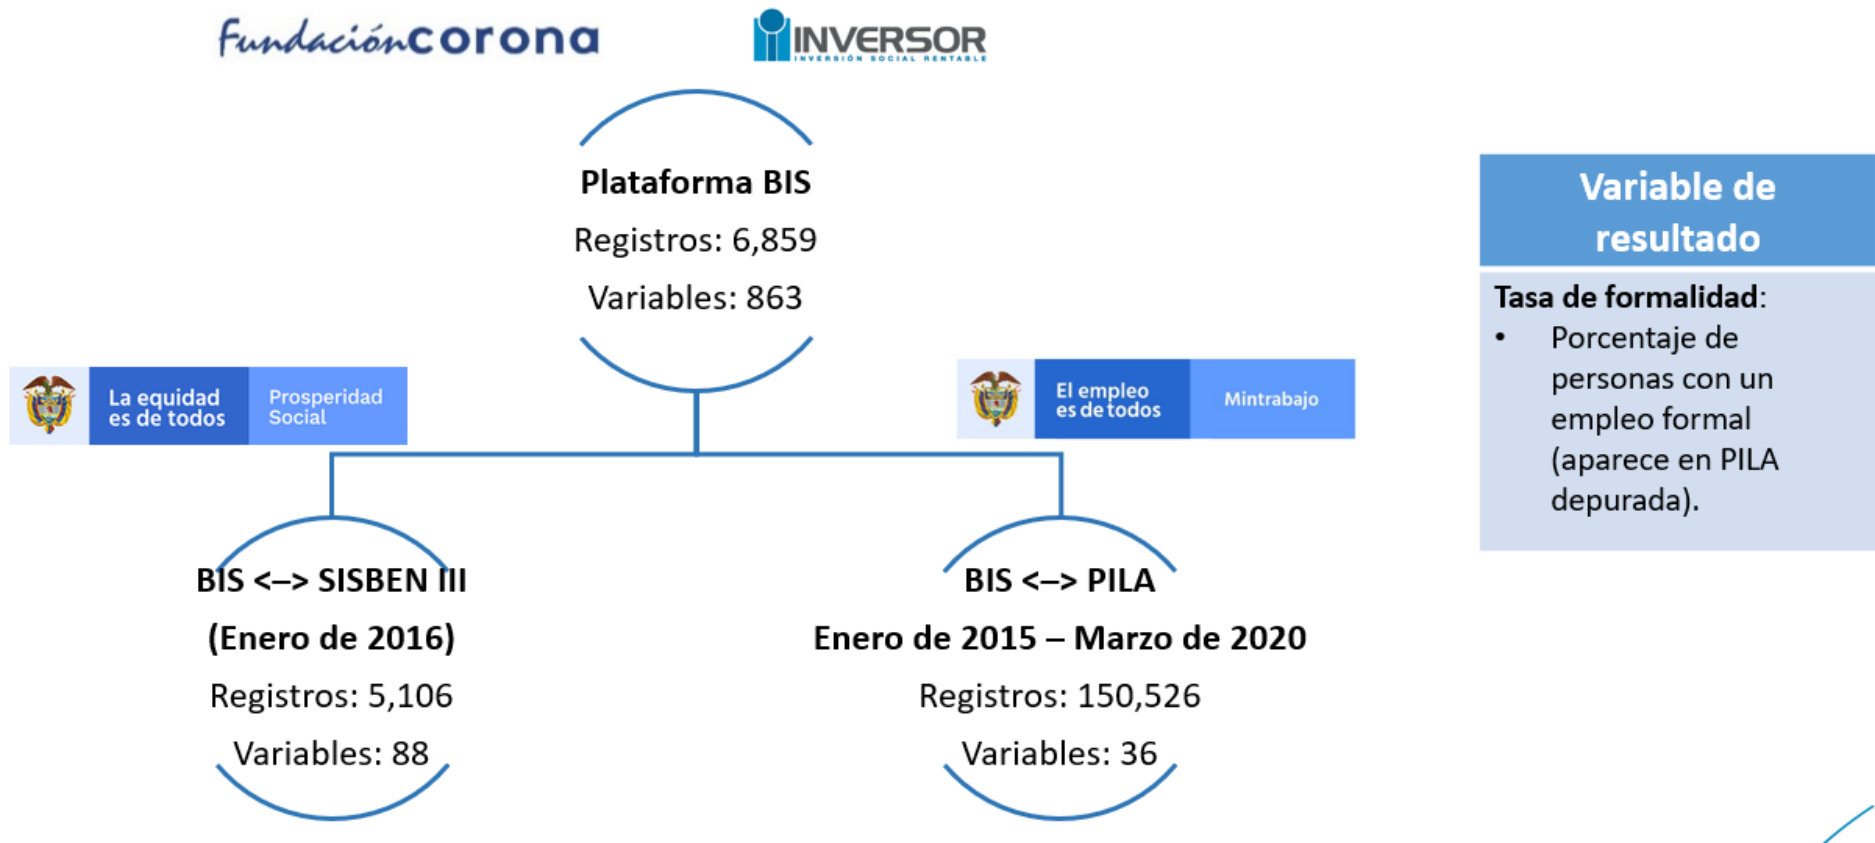 Fundacióncorona
INVERSOR
INVERSIÓN SOCIAL RENTABLE
Plataforma BIS
Registros: 6,859
Variables: 863
La equidad
es de todos
Prosperidad
Social
El empleo
es de todos
Mintrabajo
BIS <–> SISBEN III
(Enero de 2016)
Registros: 5,106
Variables: 88
BIS <–> PILA
Enero de 2015 – Marzo de 2020
Registros: 150,526
Variables: 36
Variable de
resultado
Tasa de formalidad:
• Porcentaje de
personas con un
empleo formal
(aparece en PILA
depurada).